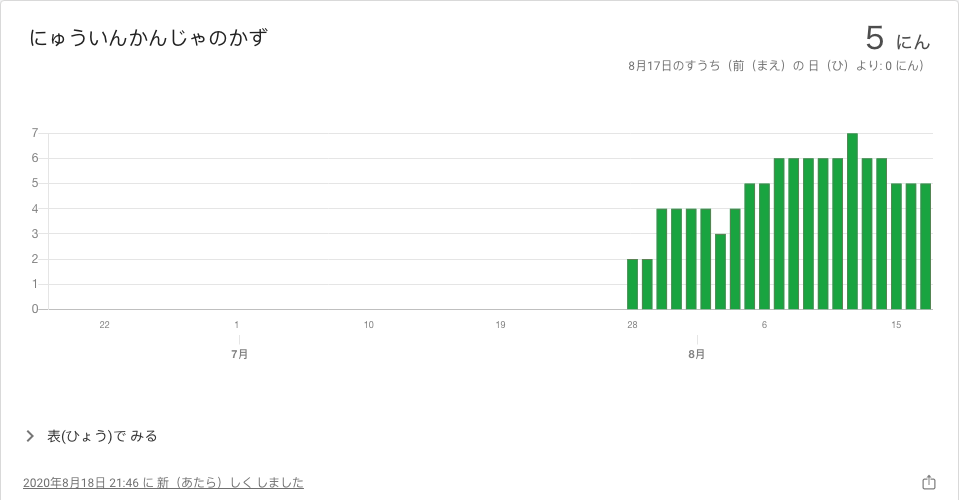 にゅういんかんじゃのかず
5 にん
8月17日のすうち（前（まえ）の 日（ひ）より: 0 にん）
7
6
5
4
3
2
1
0
22 1 10 19 28 6 15
7月 8月
表(ひょう)で みる
2020年8月18日 21:46 に 新（あたら）しく しました